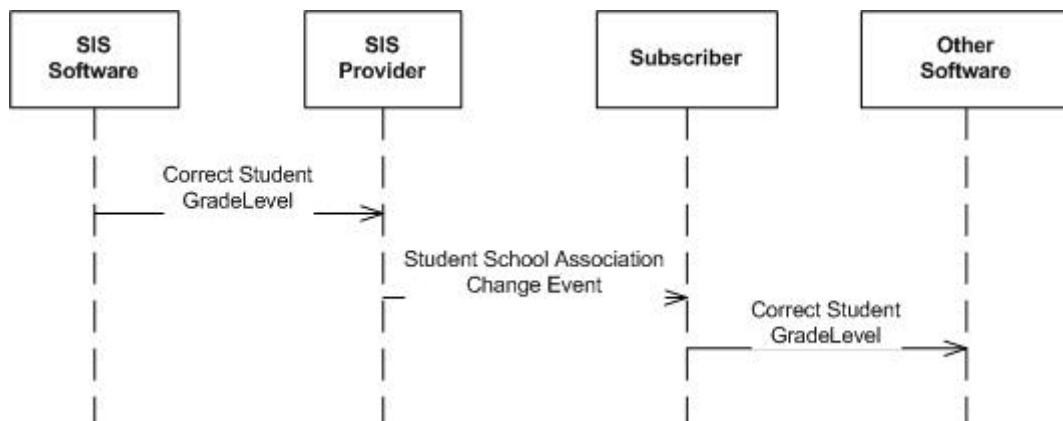 SIS
Software
SIS
Provider
Subscriber
Other
Software
Correct Student
GradeLevel
Student School Association
Change Event
Correct Student
GradeLevel